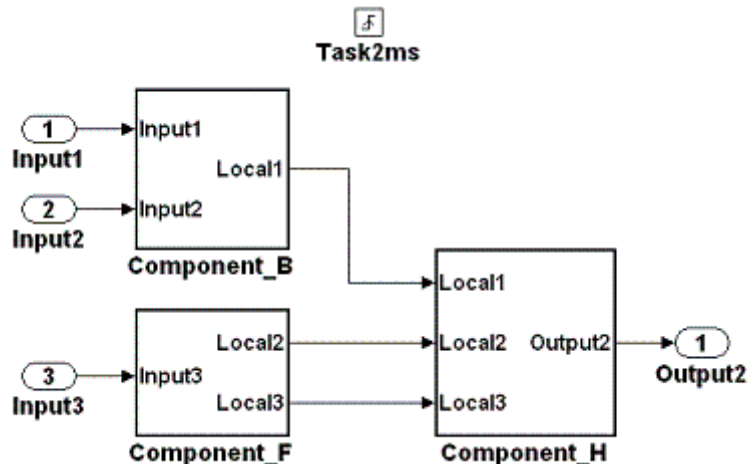 Task2ms
1
Input1
2
Input2
Input1
Input2
Local1
Component_B
3
Input3
Input3
Local2
Local3
Component_F
Local1
Local2
Local3
Output2
Component_H
1
Output2